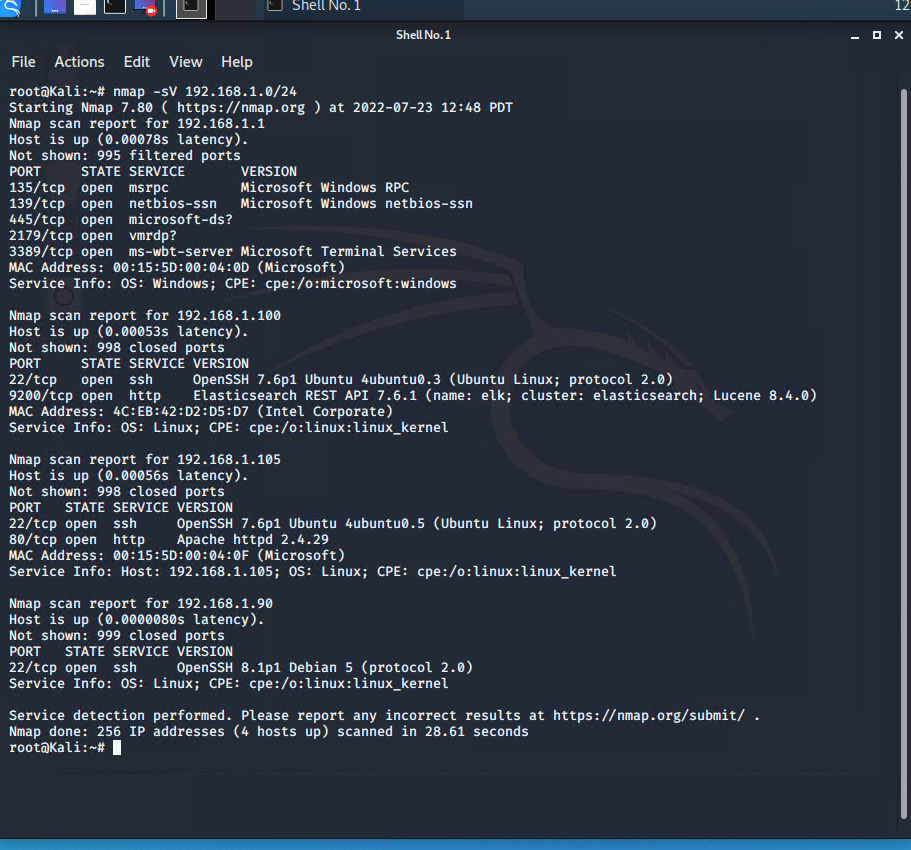 Shell No. 1
12
Shell No. 1
File Actions Edit View Help
root@Kali:~# nmap -sV 192.168.1.0/24
Starting Nmap 7.80 ( https://nmap.org ) at 2022-07-23 12:48 PDT
Nmap scan report for 192.168.1.1
Host is up (0.00078s latency).
Not shown: 995 filtered ports
PORT     STATE SERVICE       VERSION
135/tcp  open  msrpc         Microsoft Windows RPC
139/tcp  open  netbios-ssn   Microsoft Windows netbios-ssn
445/tcp  open  microsoft-ds?
2179/tcp open  vmrdp?
3389/tcp open  ms-wbt-server Microsoft Terminal Services
MAC Address: 00:15:5D:00:04:0D (Microsoft)
Service Info: OS: Windows; CPE: cpe:/o:microsoft:windows
Nmap scan report for 192.168.1.100
Host is up (0.00053s latency).
Not shown: 998 closed ports
PORT     STATE SERVICE VERSION
22/tcp   open  ssh     OpenSSH 7.6p1 Ubuntu 4ubuntu0.3 (Ubuntu Linux; protocol 2.0)
9200/tcp open  http    Elasticsearch REST API 7.6.1 (name: elk; cluster: elasticsearch; Lucene 8.4.0)
MAC Address: 4C:EB:42:D2:D5:D7 (Intel Corporate)
Service Info: OS: Linux; CPE: cpe:/o:linux:linux_kernel
Nmap scan report for 192.168.1.105
Host is up (0.00056s latency).
Not shown: 998 closed ports
PORT   STATE SERVICE VERSION
22/tcp open  ssh     OpenSSH 7.6p1 Ubuntu 4ubuntu0.5 (Ubuntu Linux; protocol 2.0)
80/tcp open  http    Apache httpd 2.4.29
MAC Address: 00:15:5D:00:04:0F (Microsoft)
Service Info: Host: 192.168.1.105; OS: Linux; CPE: cpe:/o:linux:linux_kernel
Nmap scan report for 192.168.1.90
Host is up (0.0000080s latency).
Not shown: 999 closed ports
PORT   STATE SERVICE VERSION
22/tcp open  ssh     OpenSSH 8.1p1 Debian 5 (protocol 2.0)
Service Info: OS: Linux; CPE: cpe:/o:linux:linux_kernel
Service detection performed. Please report any incorrect results at https://nmap.org/submit/ .
Nmap done: 256 IP addresses (4 hosts up) scanned in 28.61 seconds
root@Kali:~#